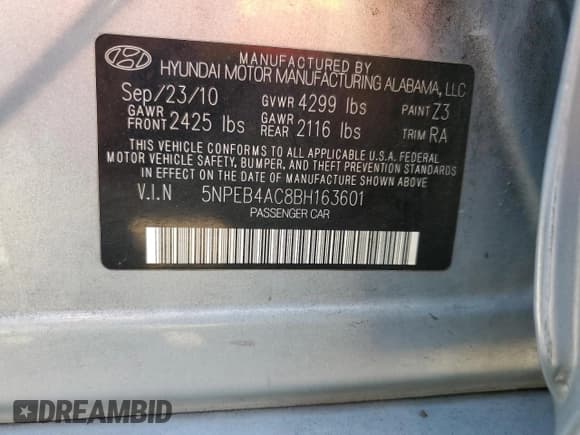 MANUFACTURED BY
HYUNDAI MOTOR MANUFACTURING ALABAMA, LLC
Sep/23/10 GVWR 4299 lbs PAINT Z3
GAWR FRONT 2425 lbs GAWR REAR 2116 lbs TRIM RA
THIS VEHICLE CONFORMS TO ALL APPLICABLE U.S.A. FEDERAL
MOTOR VEHICLE SAFETY, BUMPER, AND THEFT PREVENTION STANDARDS
IN EFFECT ON THE DATE OF MANUFACTURE SHOWN ABOVE.
V.I.N 5NPEB4AC8BH163601
PASSENGER CAR
DREAMBID